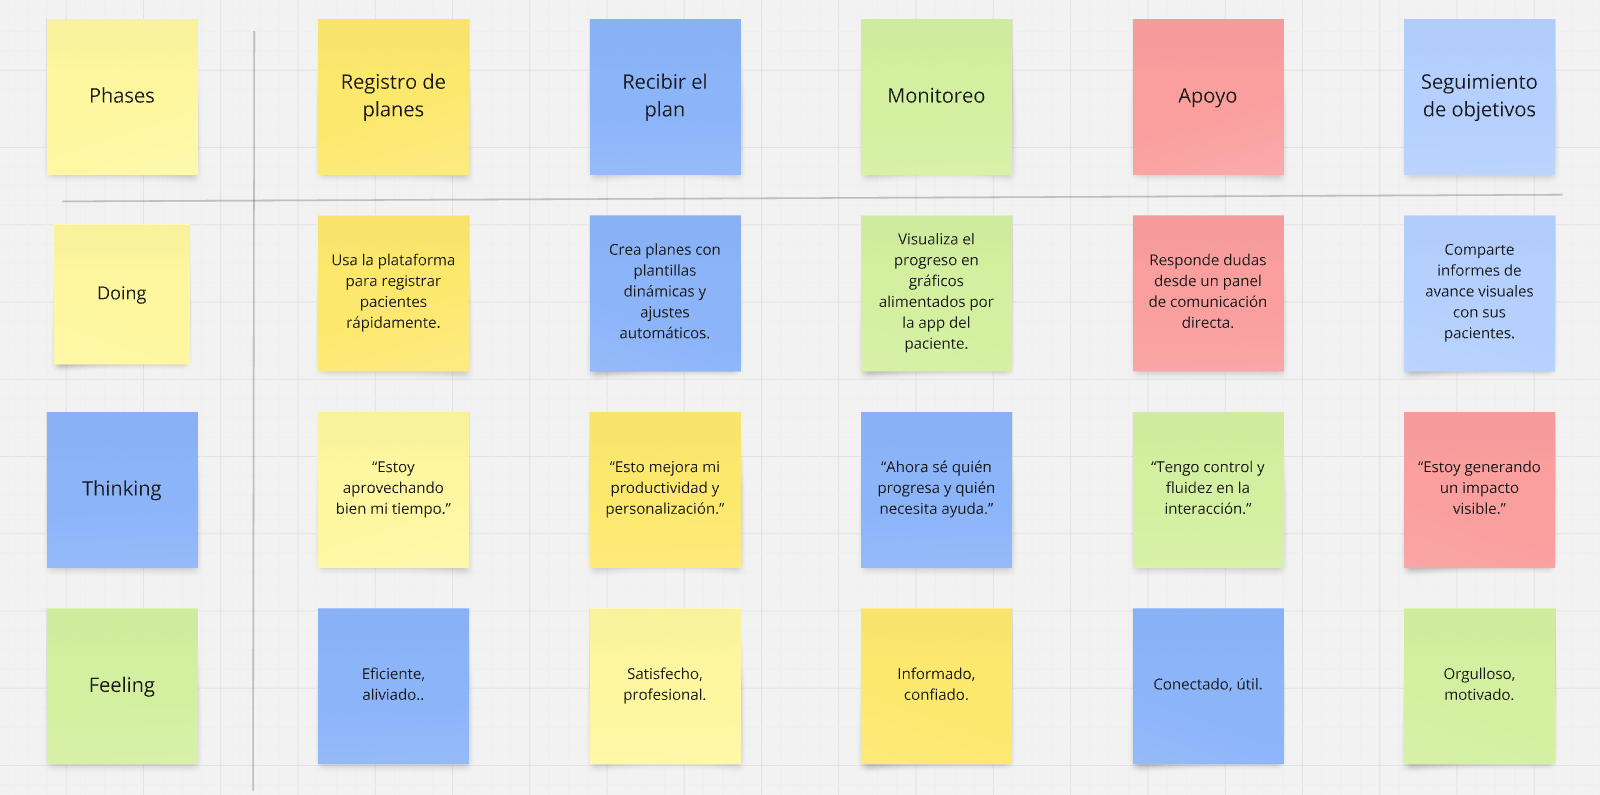 Phases
Registro de
planes
Recibir el
plan
Monitoreo
Apoyo
Seguimiento
de objetivos
Doing
Usa la plataforma
para registrar
pacientes
rápidamente.
Crea planes con
plantillas
dinámicas y
ajustes
automáticos.
Visualiza el
progreso en
gráficos
alimentados por
la app del
paciente.
Responde dudas
desde un panel
de comunicación
directa.
Comparte
informes de
avance visuales
con sus
pacientes.
Thinking
“Estoy
aprovechando
bien mi tiempo.”
“Esto mejora mi
productividad y
personalización.”
“Ahora sé quién
progresa y quién
necesita ayuda.”
“Tengo control y
fluidez en la
interacción.”
“Estoy generando
un impacto
visible.”
Feeling
Eficiente,
aliviado..
Satisfecho,
profesional.
Informado,
confiado.
Conectado, útil.
Orgulloso,
motivado.